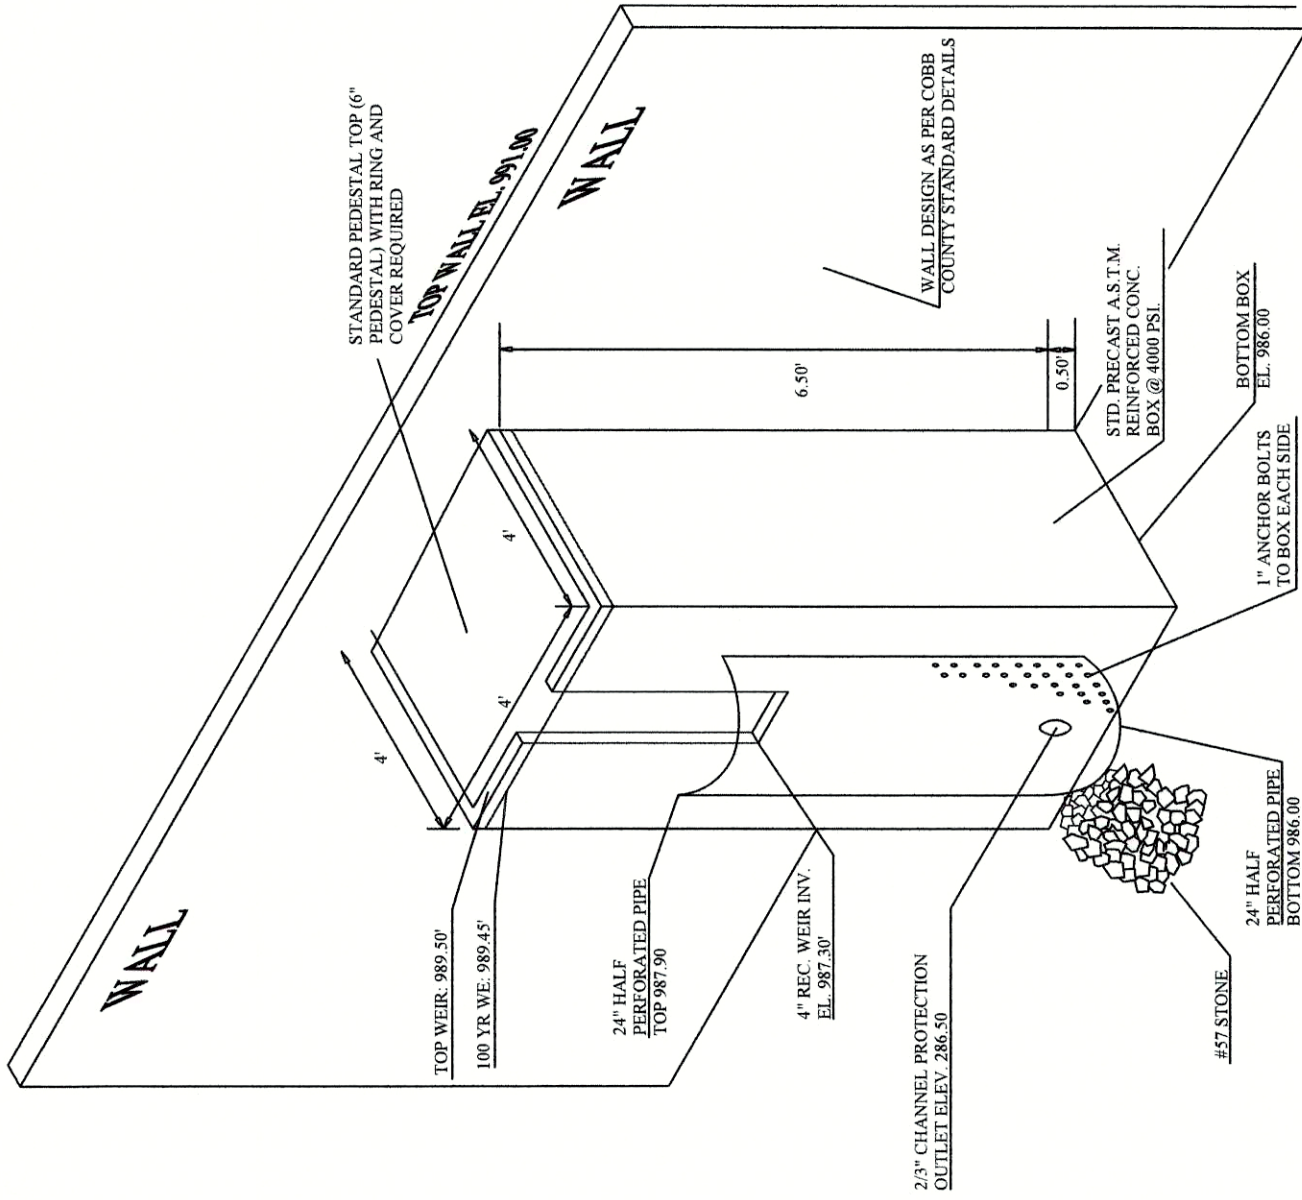 WALL
STANDARD PEDESTAL TOP (6"
PEDESTAL) WITH RING AND
COVER REQUIRED
TOP WALL EL. 991.00
WALL
WALL DESIGN AS PER COBB
COUNTY STANDARD DETAILS
4'
4'
4'
6.50'
0.50'
TOP WEIR: 989.50'
100 YR WE: 989.45'
24" HALF
PERFORATED PIPE
TOP 987.90
4" REC. WEIR INV.
EL. 987.30'
2/3" CHANNEL PROTECTION
OUTLET ELEV. 286.50
#57 STONE
24" HALF
PERFORATED PIPE
BOTTOM 986.00
1" ANCHOR BOLTS
TO BOX EACH SIDE
BOTTOM BOX
EL. 986.00
STD. PRECAST A.S.T.M.
REINFORCED CONC.
BOX @ 4000 PSI.